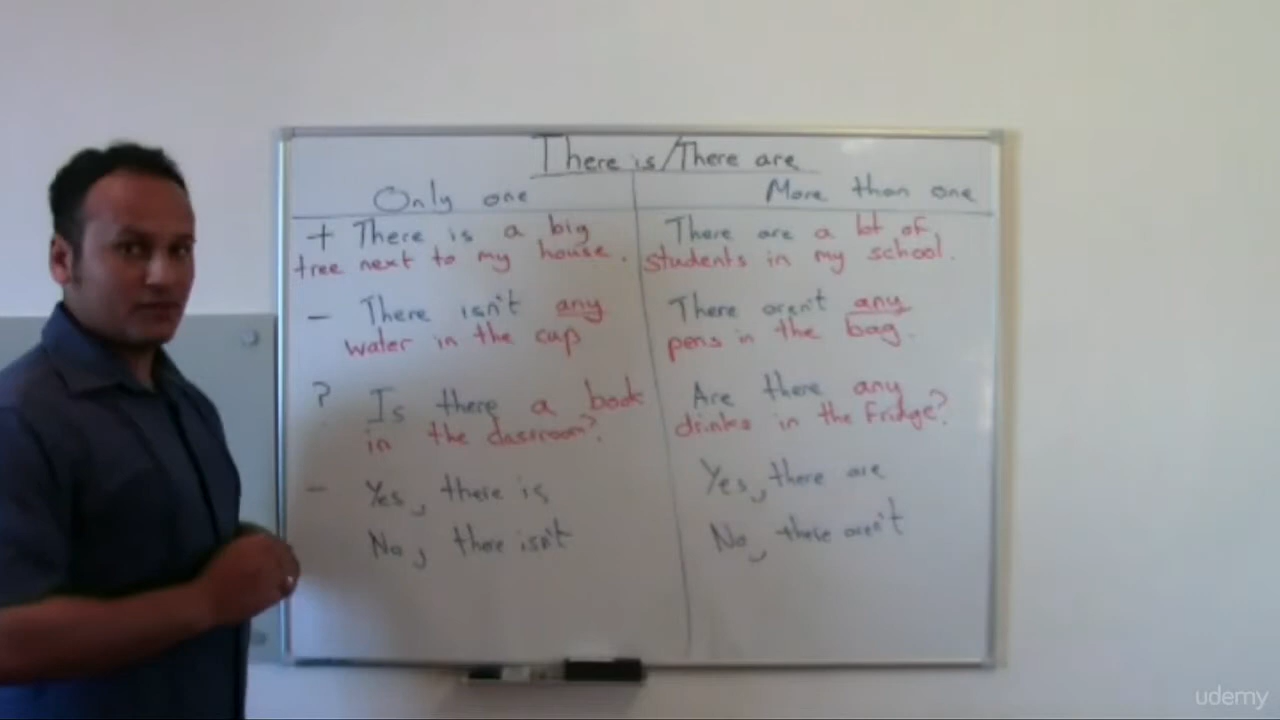 There is/There are
Only one
+ There is a big
tree next to my house.
- There isn't any
water in the cup
? Is there a book
in the dassroom?
- Yes, there is
No, there isn't
More than one
There are a lot of
students in my school.
There aren't any
pens in the bag.
Are there any
drinks in the fridge?
Yes, there are
No, there aren't
udemy